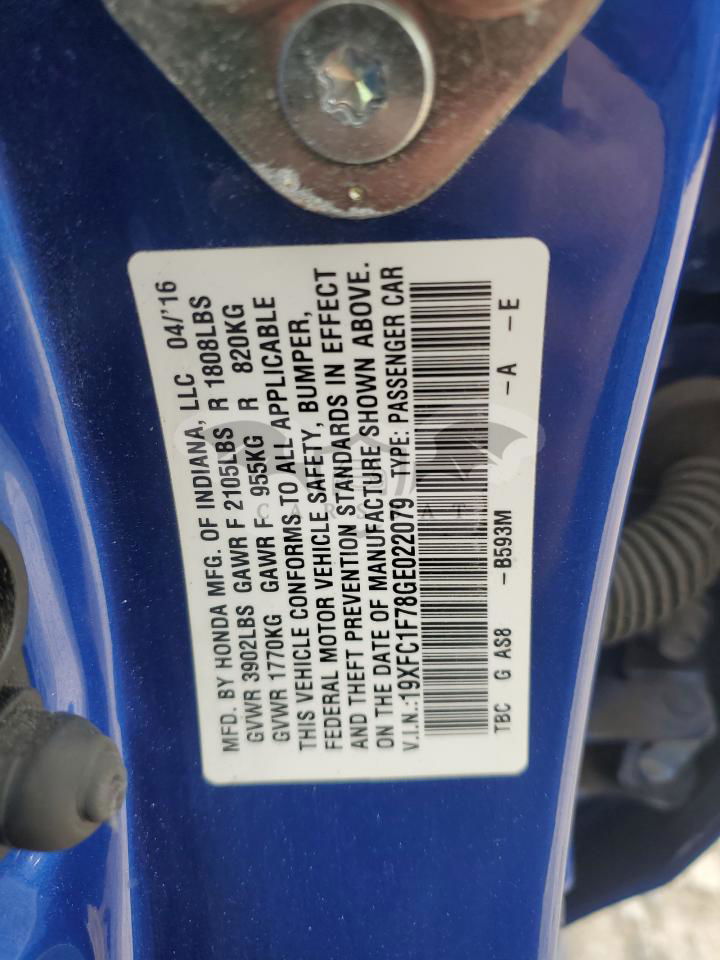 MFD. BY HONDA MFG. OF INDIANA, LLC 04/'16
GVWR 3902LBS GAWR F 2105LBS R 1808LBS
GVWR 1770KG GAWR F 955KG R 820KG
THIS VEHICLE CONFORMS TO ALL APPLICABLE
FEDERAL MOTOR VEHICLE SAFETY, BUMPER,
AND THEFT PREVENTION STANDARDS IN EFFECT
ON THE DATE OF MANUFACTURE SHOWN ABOVE.
V.I.N.:19XFC1F78GE022079 TYPE: PASSENGER CAR
TBC G AS8 -B593M -A -E